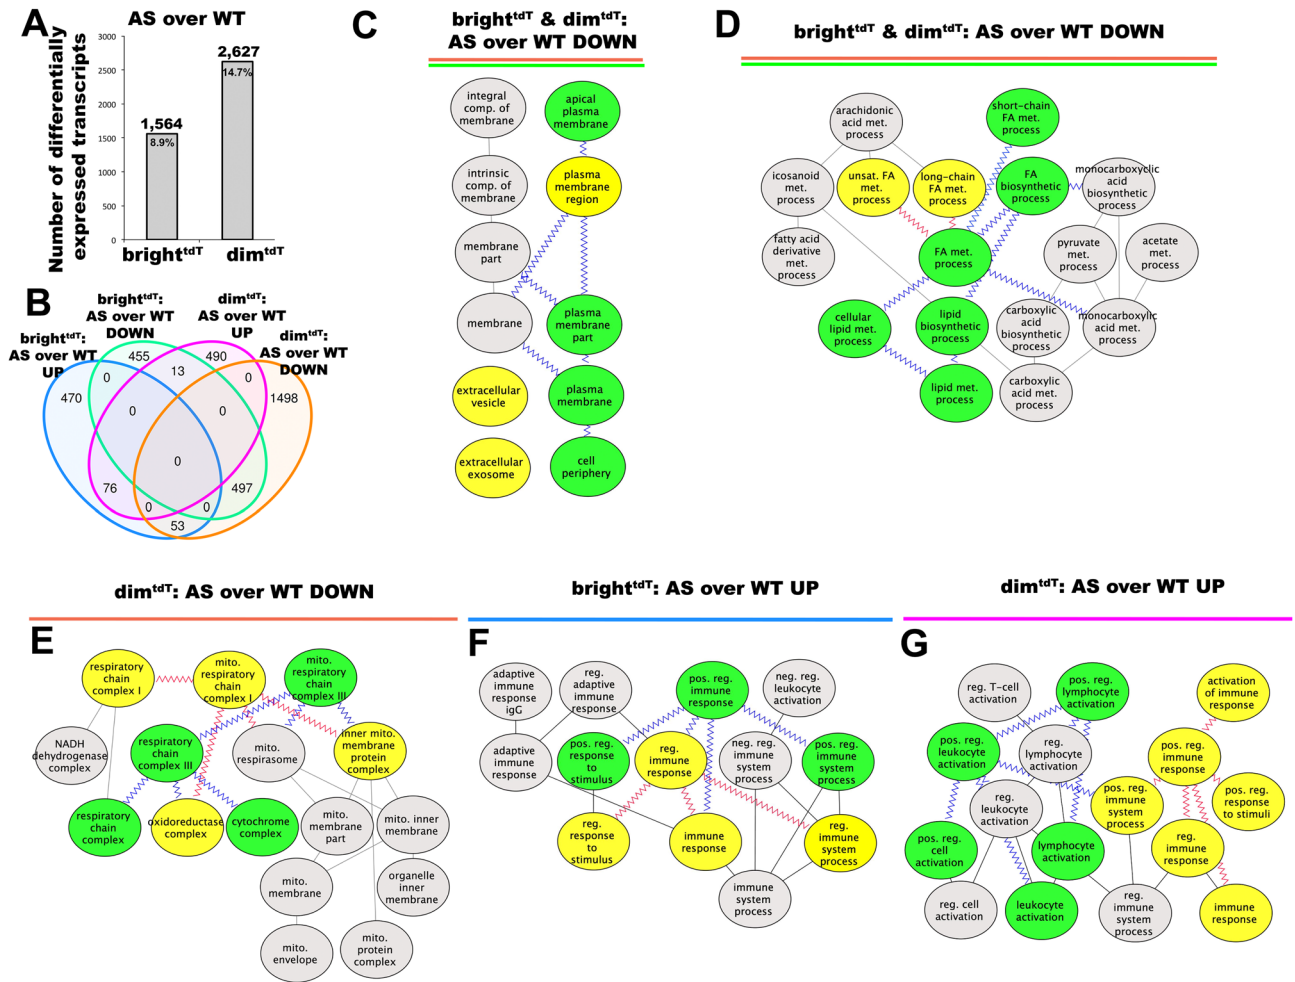 A
AS over WT
Number of differentially
expressed transcripts
3000
2500
2000
1500
1000
500
0
1,564
8.9%
2,627
14.7%
bright^tdT
dim^tdT
B
bright^tdT:
AS over WT
UP
bright^tdT:
AS over WT
DOWN
dim^tdT:
AS over WT
UP
dim^tdT:
AS over WT
DOWN
455
490
0
13
0
470
0
0
1498
0
76
497
0
0
53
C
bright^tdT & dim^tdT:
AS over WT DOWN
integral
comp. of
membrane
apical
plasma
membrane
intrinsic
comp. of
membrane
plasma
membrane
region
membrane
part
membrane
plasma
membrane
part
extracellular
vesicle
plasma
membrane
extracellular
exosome
cell
periphery
D
bright^tdT & dim^tdT: AS over WT DOWN
arachidonic
acid met.
process
short-chain
FA met.
process
icosanoid
met.
process
unsat. FA
met.
process
long-chain
FA met.
process
FA
biosynthetic
process
monocarboxyclic
acid
biosynthetic
process
fatty acid
derivative
met.
process
FA met.
process
pyruvate
met.
process
acetate
met.
process
cellular
lipid met.
process
lipid
biosynthetic
process
carboxylic
acid
biosynthetic
process
monocarboxylic
acid met.
process
lipid met.
process
carboxylic
acid met.
process
dim^tdT: AS over WT DOWN
E
respiratory
chain
complex I
mito.
respiratory
chain
complex I
mito.
respiratory
chain
complex III
NADH
dehydrogenase
complex
respiratory
chain
complex III
mito.
respirasome
inner mito.
membrane
protein
complex
respiratory
chain
complex
oxidoreductase
complex
cytochrome
complex
mito.
membrane
part
mito. inner
membrane
mito.
membrane
organelle
inner
membrane
mito.
envelope
mito.
protein
complex
bright^tdT: AS over WT UP
F
adaptive
immune
response
igG
reg.
adaptive
immune
response
pos. reg.
immune
response
neg. reg.
leukocyte
activation
adaptive
immune
response
pos. reg.
response
to
stimulus
reg.
immune
response
neg. reg.
immune
system
process
pos. reg.
immune
system
process
reg.
response
to
stimulus
immune
response
reg.
immune
system
process
immune
system
process
dim^tdT: AS over WT UP
G
reg. T-cell
activation
pos. reg.
lymphocyte
activation
activation
of immune
response
pos. reg.
leukocyte
activation
reg.
lymphocyte
activation
pos. reg.
immune
response
reg.
leukocyte
activation
pos. reg.
immune
system
process
pos. reg.
response
to stimuli
pos. reg.
cell
activation
lymphocyte
activation
reg.
immune
response
reg. cell
activation
leukocyte
activation
reg.
immune
system
process
immune
response